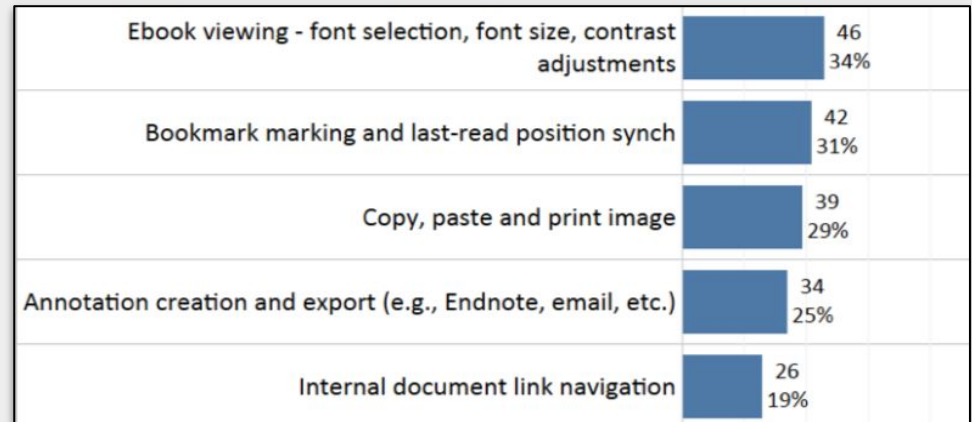 Ebook viewing - font selection, font size, contrast
adjustments
46
34%
Bookmark marking and last-read position synch
42
31%
Copy, paste and print image
39
29%
Annotation creation and export (e.g., Endnote, email, etc.)
34
25%
Internal document link navigation
26
19%